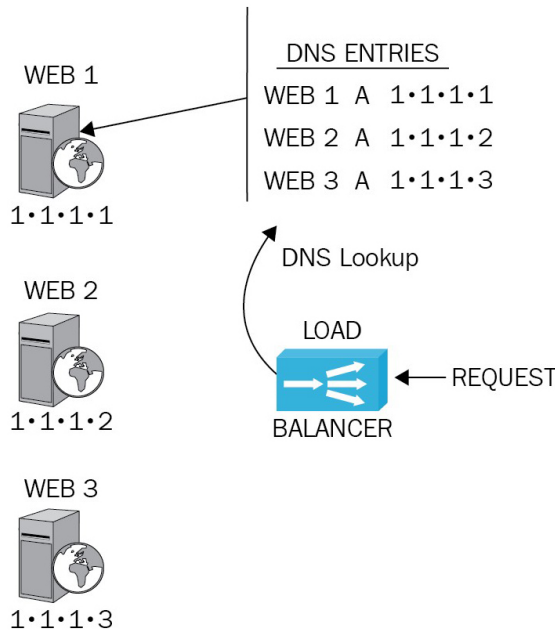 WEB 1
1·1·1·1
DNS ENTRIES
WEB 1 A 1·1·1·1
WEB 2 A 1·1·1·2
WEB 3 A 1·1·1·3
DNS Lookup
WEB 2
1·1·1·2
LOAD
BALANCER
REQUEST
WEB 3
1·1·1·3